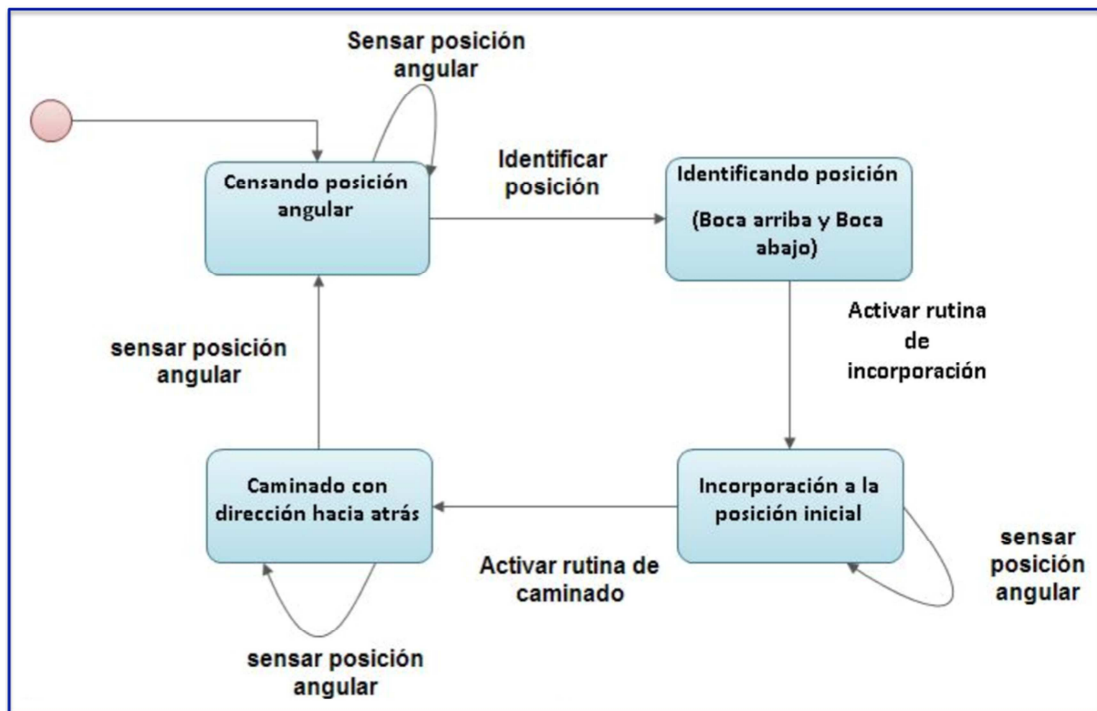 Sensar posición
angular
Censando posición
angular
Identificar
posición
Identificando posición
(Boca arriba y Boca
abajo)
Activar rutina
de
incorporación
sensar posición
angular
Caminado con
dirección hacia atrás
Incorporación a la
posición inicial
sensar
posición
angular
Activar rutina de
caminado
sensar posición
angular